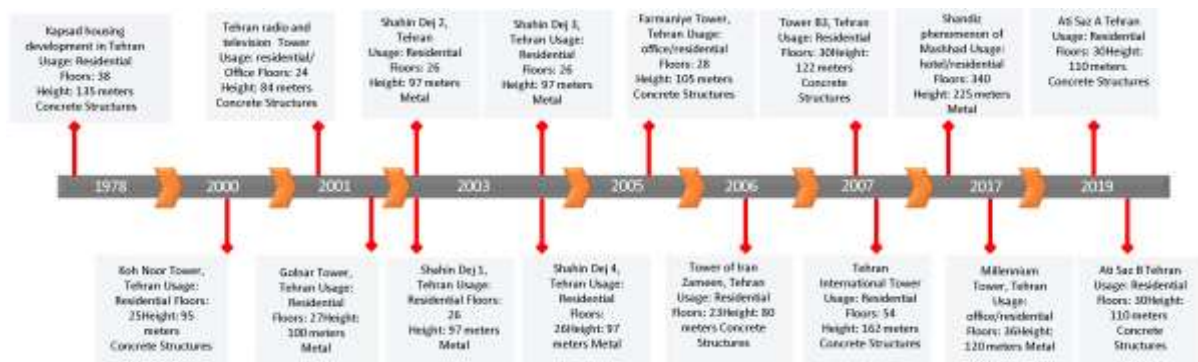 Kapsad housing
development in Tehran
Usage: Residential
Floors: 38
Height: 135 meters
Concrete Structures
Tehran radio and
television Tower
Usage: residential/
Office Floors: 24
Height: 84 meters
Concrete Structures
Shahin Dej 2,
Tehran
Usage: Residential
Floors: 26
Height: 97 meters
Metal
Shahin Dej 3,
Tehran Usage:
Residential
Floors: 26
Height: 97 meters
Metal
Farmaniye Tower,
Tehran Usage:
office/residential
Floors: 28
Height: 105 meters
Concrete Structures
Tower B3, Tehran
Usage: Residential
Floors: 30Height:
122 meters
Concrete
Structures
Shandiz
phenomenon of
Mashhad Usage:
hotel/residential
Floors: 340
Height: 225 meters
Metal
Ati Saz A Tehran
Usage: Residential
Floors: 30Height:
110 meters
Concrete Structures
1978
2000
2001
2003
2005
2006
2007
2017
2019
Koh Noor Tower,
Tehran Usage:
Residential Floors:
25Height: 95
meters
Concrete Structures
Golnar Tower,
Tehran Usage:
Residential
Floors: 27Height:
100 meters
Metal
Shahin Dej 1,
Tehran Usage:
Residential Floors:
26
Height: 97 meters
Metal
Shahin Dej 4,
Tehran Usage:
Residential
Floors:
26Height: 97
meters Metal
Tower of Iran
Zameen, Tehran
Usage: Residential
Floors: 23Height: 80
meters Concrete
Structures
Tehran
International Tower
Usage: Residential
Floors: 54
Height: 162 meters
Concrete Structures
Millennium
Tower, Tehran
Usage:
office/residential
Floors: 36Height:
120 meters Metal
Ati Saz B Tehran
Usage: Residential
Floors: 30Height:
110 meters
Concrete
Structures